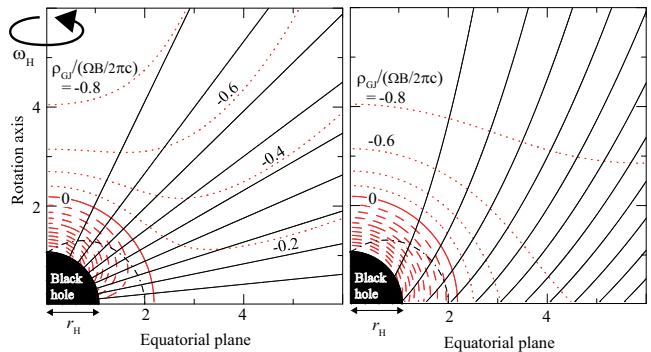 ω_H
ρ_GJ/(ΩB/2πc)
= -0.8
-0.6
-0.4
-0.2
0
Black
hole
4
2
Rotation axis
2
4
r_H
Equatorial plane
ρ_GJ/(ΩB/2πc)
= -0.8
-0.6
0
Black
hole
2
4
r_H
Equatorial plane